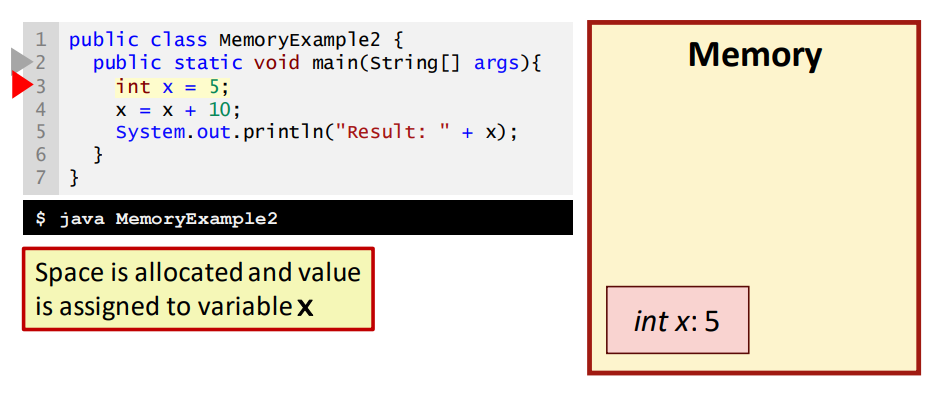 1 public class MemoryExample2 {
2 public static void main(String[] args){
3 int x = 5;
4 x = x + 10;
5 System.out.println("Result: " + x);
6 }
7 }
$ java MemoryExample2
Space is allocated and value
is assigned to variable x
Memory
int x: 5